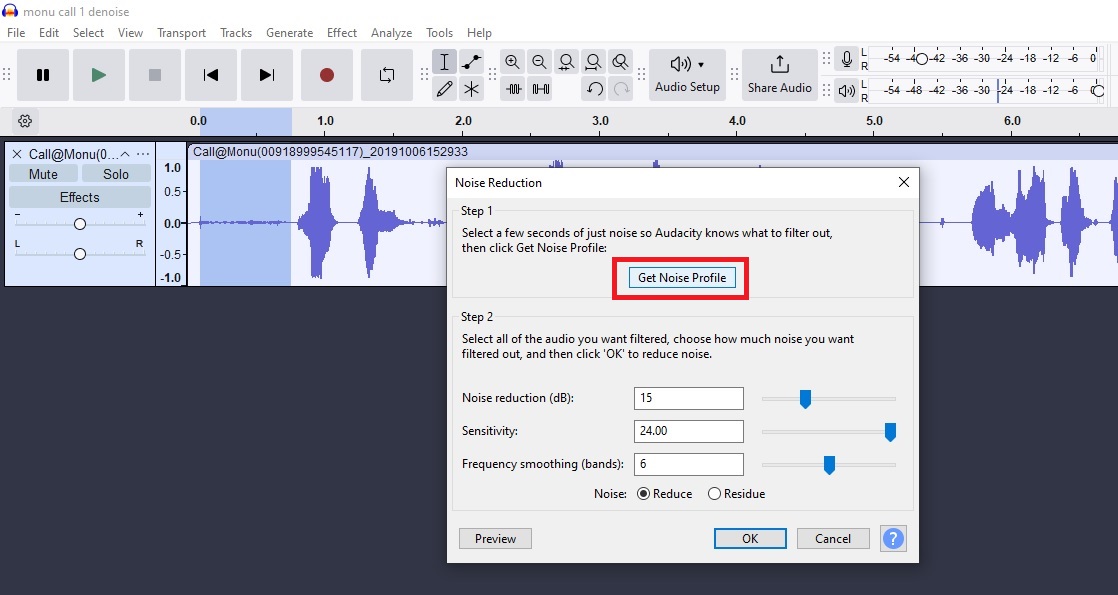 monu call 1 denoise
File Edit Select View Transport Tracks Generate Effect Analyze Tools Help
Audio Setup
Share Audio
L
R
-54 -48 -42 -36 -30 -24 -18 -12 -6 0
L
R
-54 -48 -42 -36 -30 -24 -18 -12 -6 0
0.0 1.0 2.0 3.0 4.0 5.0 6.0
Call@Monu(0... Call@Monu(00918999545117)_20191006152933
Mute Solo
Effects
- +
L R
1.0
0.5
0.0
-0.5
-1.0
Noise Reduction
Step 1
Select a few seconds of just noise so Audacity knows what to filter out,
then click Get Noise Profile:
Get Noise Profile
Step 2
Select all of the audio you want filtered, choose how much noise you want
filtered out, and then click 'OK' to reduce noise.
Noise reduction (dB): 15
Sensitivity: 24.00
Frequency smoothing (bands): 6
Noise: Reduce Residue
Preview OK Cancel ?